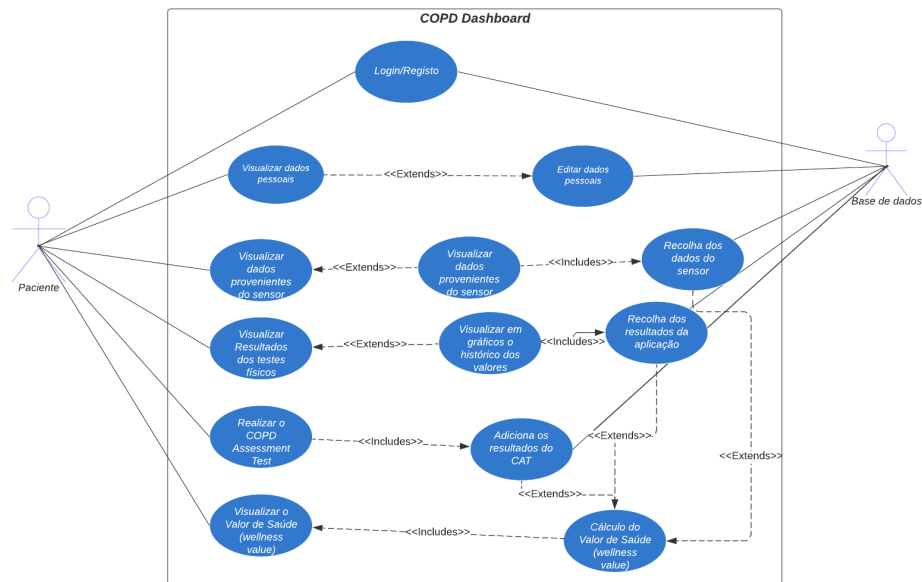 COPD Dashboard
Login/Registo
Visualizar dados
pessoais
<<Extends>>
Editar dados
pessoais
Base de dados
Paciente
Visualizar
dados
provenientes
do sensor
<<Extends>>
Visualizar
dados
provenientes
do sensor
<<Includes>>
Recolha dos
dados do
sensor
Visualizar
Resultados
dos testes
físicos
<<Extends>>
Visualizar em
gráficos o
histórico dos
valores
<<Includes>>
Recolha dos
resultados da
aplicação
Realizar o
COPD
Assessment
Test
<<Includes>>
Adiciona os
resultados do
CAT
<<Extends>>
<<Extends>>
<<Extends>>
Visualizar o
Valor de Saúde
(wellness
value)
<<Includes>>
Cálculo do
Valor de Saúde
(wellness
value)